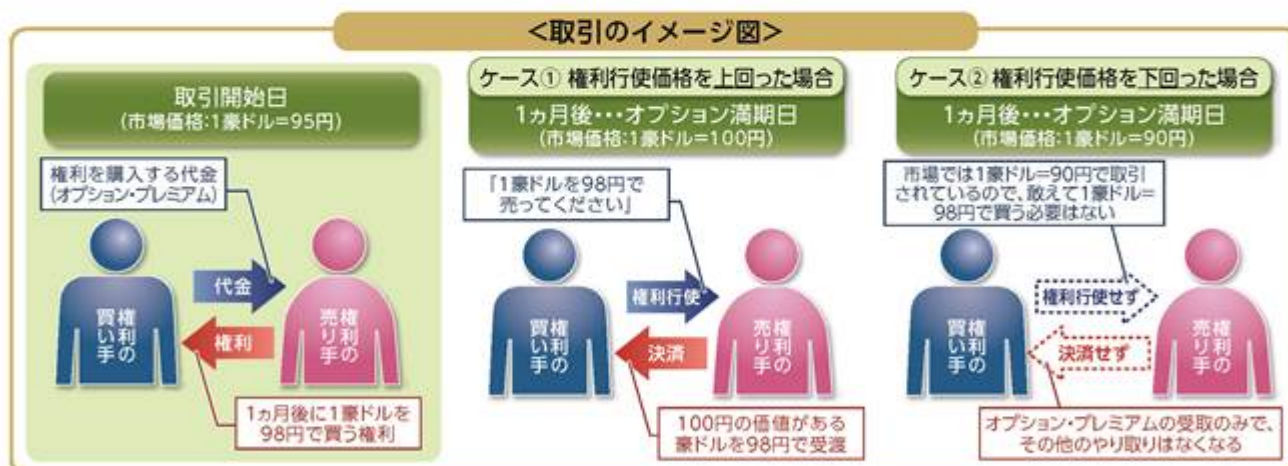 <取引のイメージ図>
取引開始日
(市場価格:1豪ドル=95円)
権利を購入する代金
(オプション・プレミアム)
代金
権利
権利の
買い手
権利の
売り手
1ヵ月後に1豪ドルを
98円で買う権利
ケース① 権利行使価格を上回った場合
1ヵ月後・・・オプション満期日
(市場価格:1豪ドル=100円)
「1豪ドルを98円で
売ってください」
権利行使
決済
権利の
買い手
権利の
売り手
100円の価値がある
豪ドルを98円で受渡
ケース② 権利行使価格を下回った場合
1ヵ月後・・・オプション満期日
(市場価格:1豪ドル=90円)
市場では1豪ドル=90円で取引
されているので、敢えて1豪ドル=
98円で買う必要はない
権利行使せず
決済せず
権利の
買い手
権利の
売り手
オプション・プレミアムの受取のみで、
その他のやり取りはなくなる